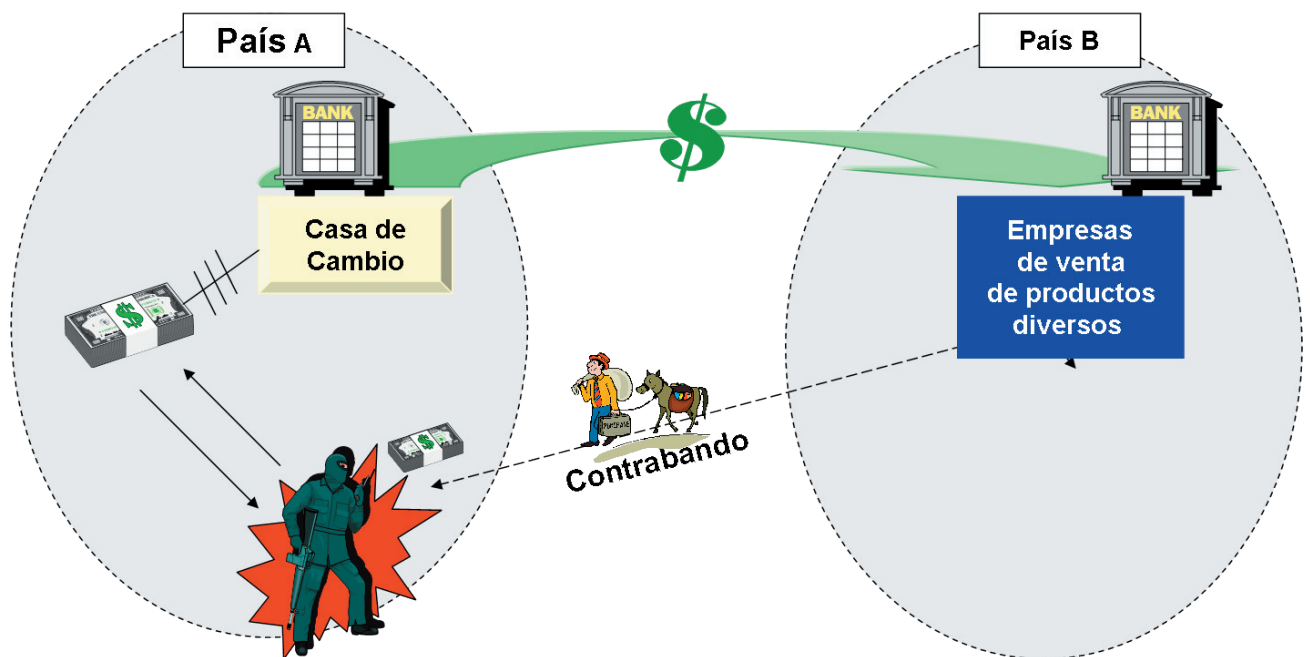 País A
País B
BANK
$
BANK
Casa de
Cambio
Empresas
de venta
de productos
diversos
$
$
Contrabando